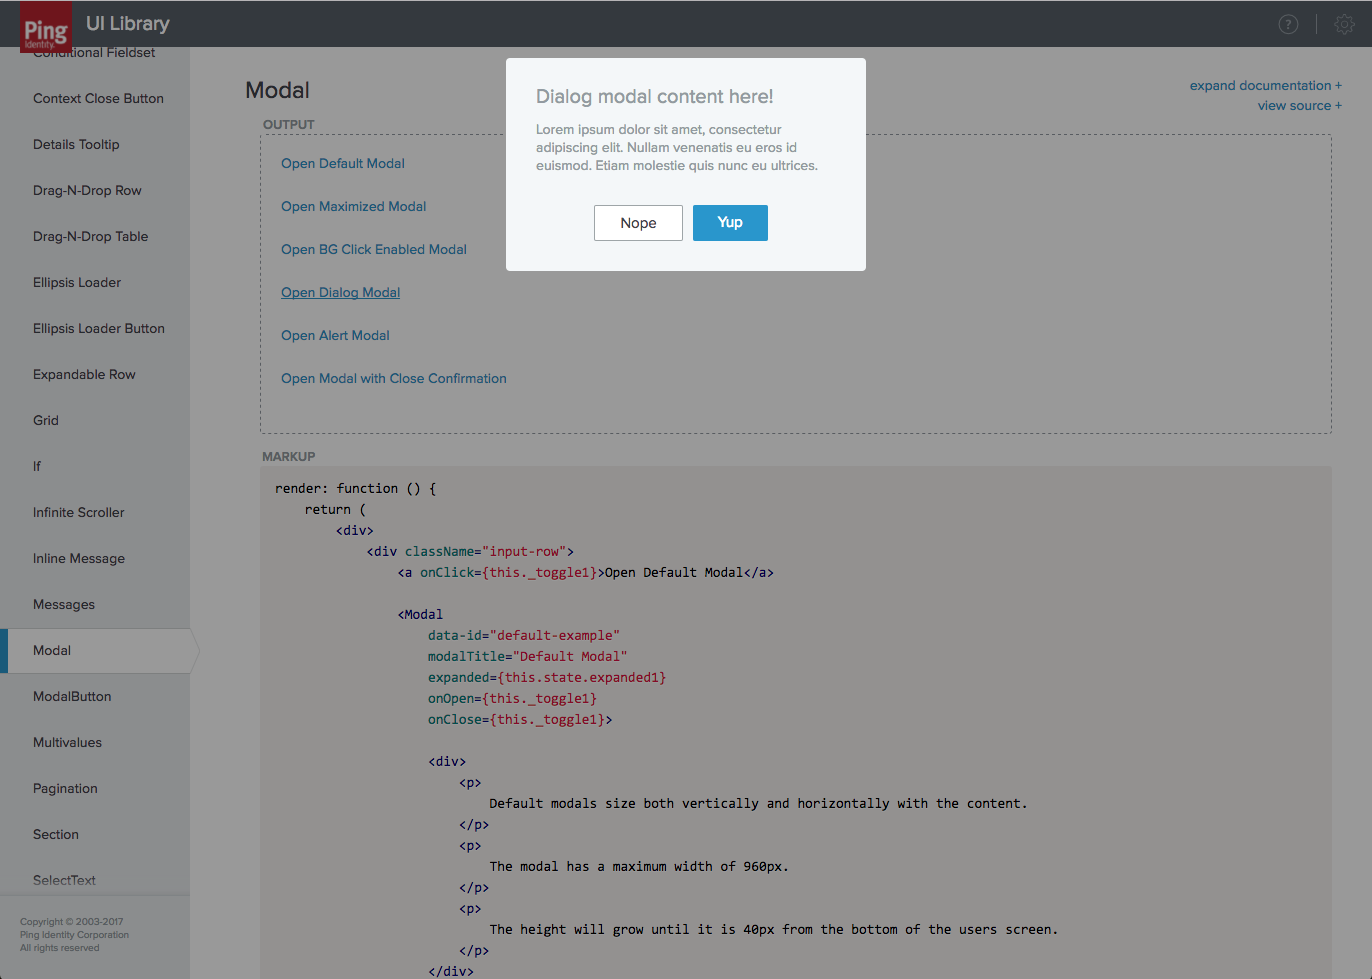 Ping
Identity.
UI Library
?
Conditional Fieldset
Context Close Button
Details Tooltip
Drag-N-Drop Row
Drag-N-Drop Table
Ellipsis Loader
Ellipsis Loader Button
Expandable Row
Grid
If
Infinite Scroller
Inline Message
Messages
Modal
ModalButton
Multivalues
Pagination
Section
SelectText
Copyright © 2003-2017
Ping Identity Corporation
All rights reserved
Modal
expand documentation +
view source +
OUTPUT
Open Default Modal
Open Maximized Modal
Open BG Click Enabled Modal
Open Dialog Modal
Open Alert Modal
Open Modal with Close Confirmation
Dialog modal content here!
Lorem ipsum dolor sit amet, consectetur
adipiscing elit. Nullam venenatis eu eros id
euismod. Etiam molestie quis nunc eu ultrices.
Nope
Yup
MARKUP
render: function () {
return (
<div>
<div className="input-row">
<a onClick={this._toggle1}>Open Default Modal</a>
<Modal
data-id="default-example"
modalTitle="Default Modal"
expanded={this.state.expanded1}
onOpen={this._toggle1}
onClose={this._toggle1}>
<div>
<p>
Default modals size both vertically and horizontally with the content.
</p>
<p>
The modal has a maximum width of 960px.
</p>
<p>
The height will grow until it is 40px from the bottom of the users screen.
</p>
</div>